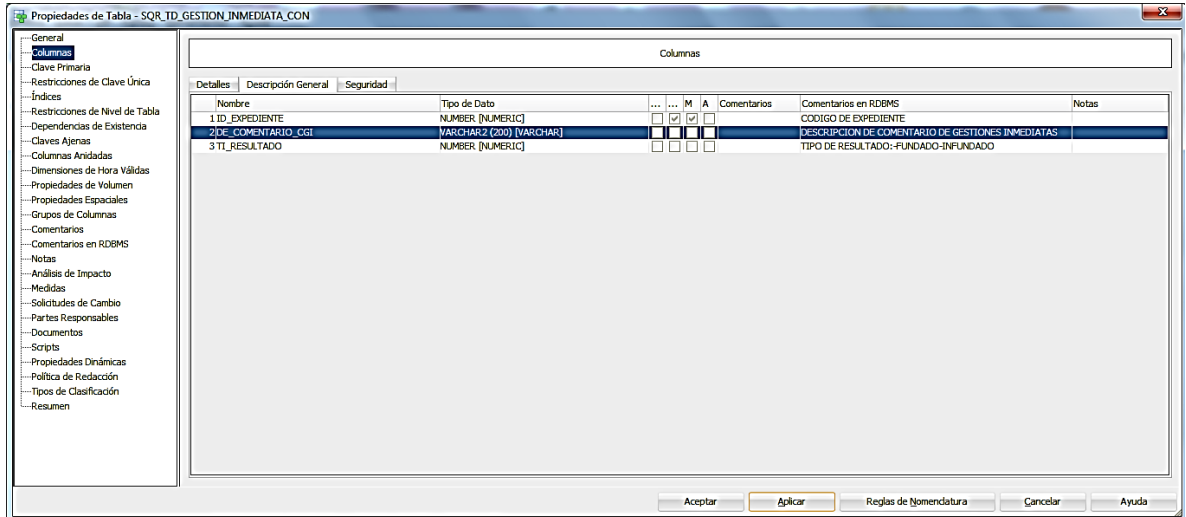 Propiedades de Tabla - SQR_TD_GESTION_INMEDIATA_CON
General
Columnas
Clave Primaria
Restricciones de Clave Única
Índices
Restricciones de Nivel de Tabla
Dependencias de Existencia
Claves Ajenas
Columnas Anidadas
Dimensiones de Hora Válidas
Propiedades de Volumen
Propiedades Espaciales
Grupos de Columnas
Comentarios
Comentarios en RDBMS
Notas
Análisis de Impacto
Medidas
Solicitudes de Cambio
Partes Responsables
Documentos
Scripts
Propiedades Dinámicas
Política de Redacción
Tipos de Clasificación
Resumen
Columnas
Detalles Descripción General Seguridad
Nombre Tipo de Dato ... ... M A Comentarios Comentarios en RDBMS Notas
1 ID_EXPEDIENTE NUMBER [NUMERIC] CODIGO DE EXPEDIENTE
2 DE_COMENTARIO_CGI VARCHAR2 (200) [VARCHAR] DESCRIPCION DE COMENTARIO DE GESTIONES INMEDIATAS
3 TI_RESULTADO NUMBER [NUMERIC] TIPO DE RESULTADO:-FUNDADO-INFUNDADO
Aceptar Aplicar Reglas de Nomenclatura Cancelar Ayuda